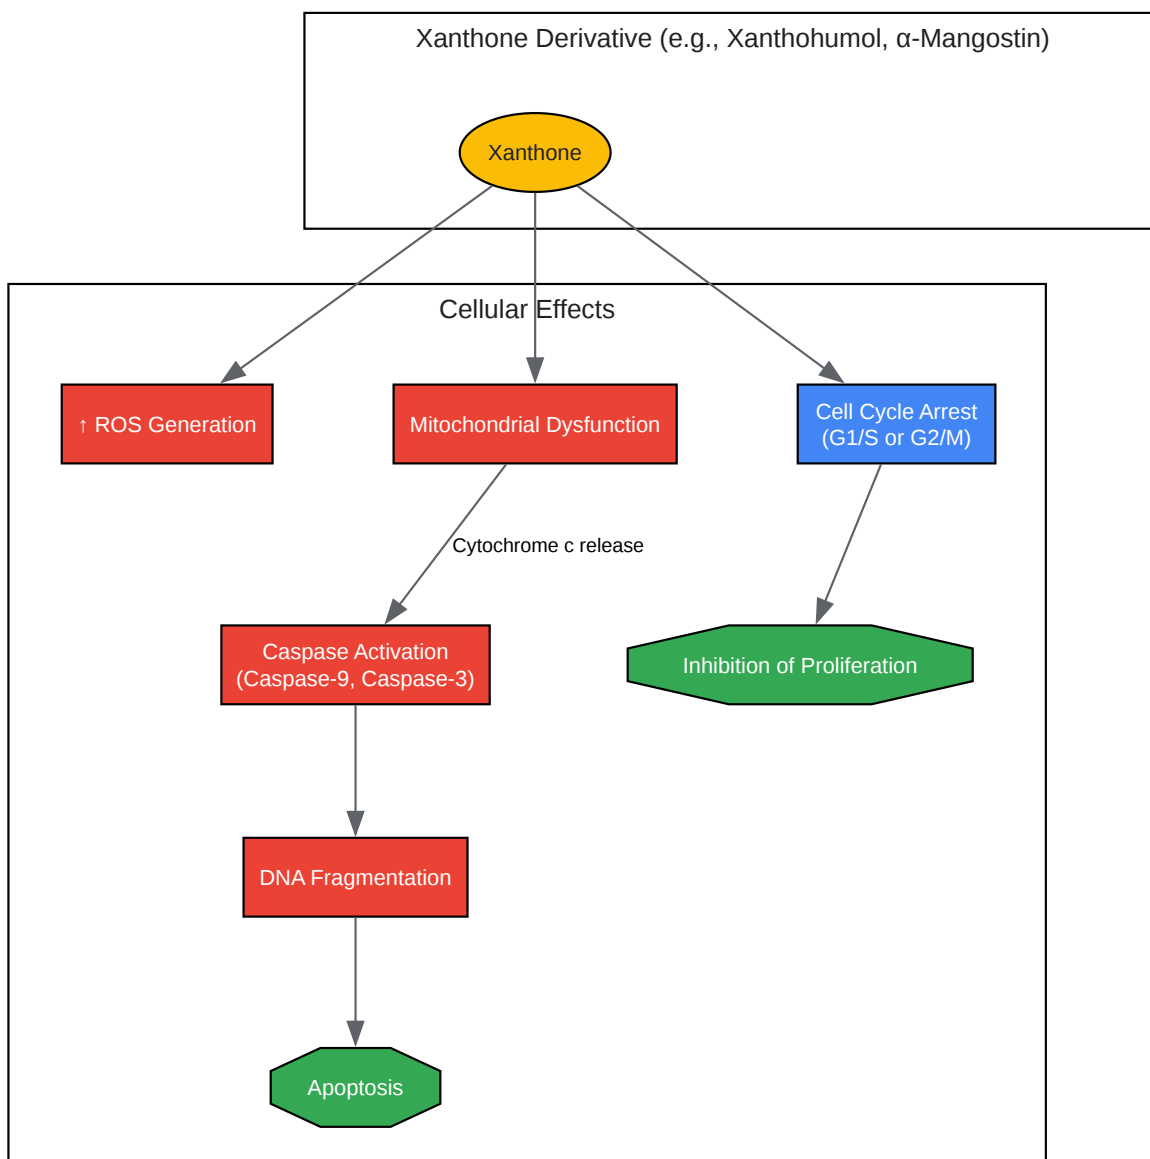 Xanthone Derivative (e.g., Xanthohumol, α-Mangostin)
Xanthone
Cellular Effects
↑ ROS Generation
Mitochondrial Dysfunction
Cell Cycle Arrest
(G1/S or G2/M)
Cytochrome c release
Caspase Activation
(Caspase-9, Caspase-3)
Inhibition of Proliferation
DNA Fragmentation
Apoptosis